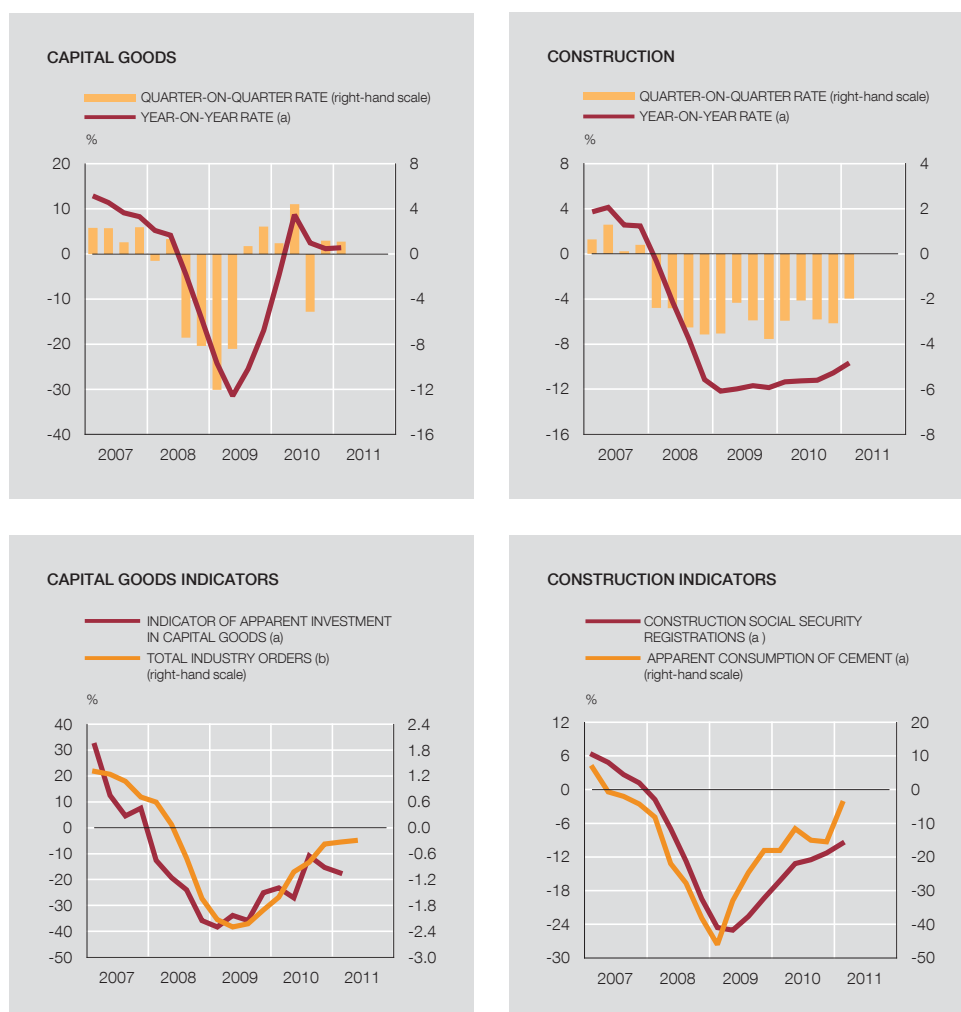 CAPITAL GOODS
QUARTER-ON-QUARTER RATE (right-hand scale)
YEAR-ON-YEAR RATE (a)
%
20 8
10 4
0 0
-10 -4
-20 -8
-30 -12
-40 -16
2007 2008 2009 2010 2011
CONSTRUCTION
QUARTER-ON-QUARTER RATE (right-hand scale)
YEAR-ON-YEAR RATE (a)
%
8 4
4 2
0 0
-4 -2
-8 -4
-12 -6
-16 -8
2007 2008 2009 2010 2011
CAPITAL GOODS INDICATORS
INDICATOR OF APPARENT INVESTMENT
IN CAPITAL GOODS (a)
TOTAL INDUSTRY ORDERS (b)
(right-hand scale)
%
40 2.4
30 1.8
20 1.2
10 0.6
0 0.0
-10 -0.6
-20 -1.2
-30 -1.8
-40 -2.4
-50 -3.0
2007 2008 2009 2010 2011
CONSTRUCTION INDICATORS
CONSTRUCTION SOCIAL SECURITY
REGISTRATIONS (a )
APPARENT CONSUMPTION OF CEMENT (a)
(right-hand scale)
%
12 20
6 10
0 0
-6 -10
-12 -20
-18 -30
-24 -40
-30 -50
2007 2008 2009 2010 2011